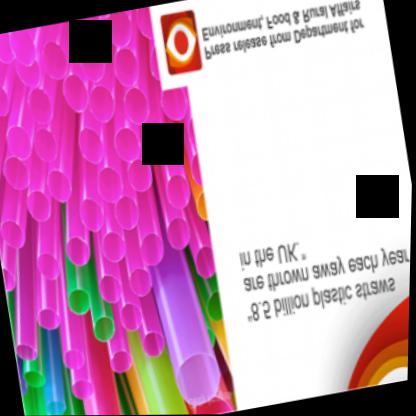 "8.5 billion plastic straws
are thrown away each year
in the UK."
Press release from Department for
Environment, Food & Rural Affairs